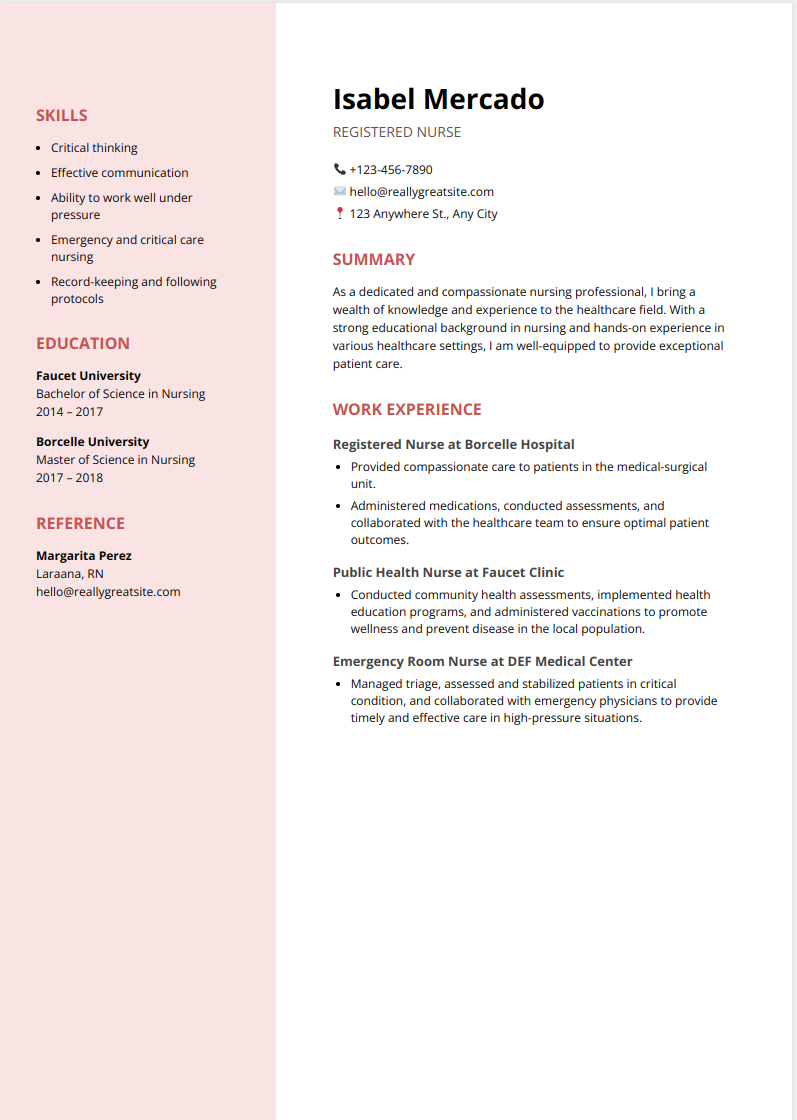 SKILLS
• Critical thinking
• Effective communication
• Ability to work well under
pressure
• Emergency and critical care
nursing
• Record-keeping and following
protocols
EDUCATION
Faucet University
Bachelor of Science in Nursing
2014 – 2017
Borcelle University
Master of Science in Nursing
2017 – 2018
REFERENCE
Margarita Perez
Laraana, RN
hello@reallygreatsite.com
Isabel Mercado
REGISTERED NURSE
+123-456-7890
hello@reallygreatsite.com
123 Anywhere St., Any City
SUMMARY
As a dedicated and compassionate nursing professional, I bring a
wealth of knowledge and experience to the healthcare field. With a
strong educational background in nursing and hands-on experience in
various healthcare settings, I am well-equipped to provide exceptional
patient care.
WORK EXPERIENCE
Registered Nurse at Borcelle Hospital
• Provided compassionate care to patients in the medical-surgical
unit.
• Administered medications, conducted assessments, and
collaborated with the healthcare team to ensure optimal patient
outcomes.
Public Health Nurse at Faucet Clinic
• Conducted community health assessments, implemented health
education programs, and administered vaccinations to promote
wellness and prevent disease in the local population.
Emergency Room Nurse at DEF Medical Center
• Managed triage, assessed and stabilized patients in critical
condition, and collaborated with emergency physicians to provide
timely and effective care in high-pressure situations.